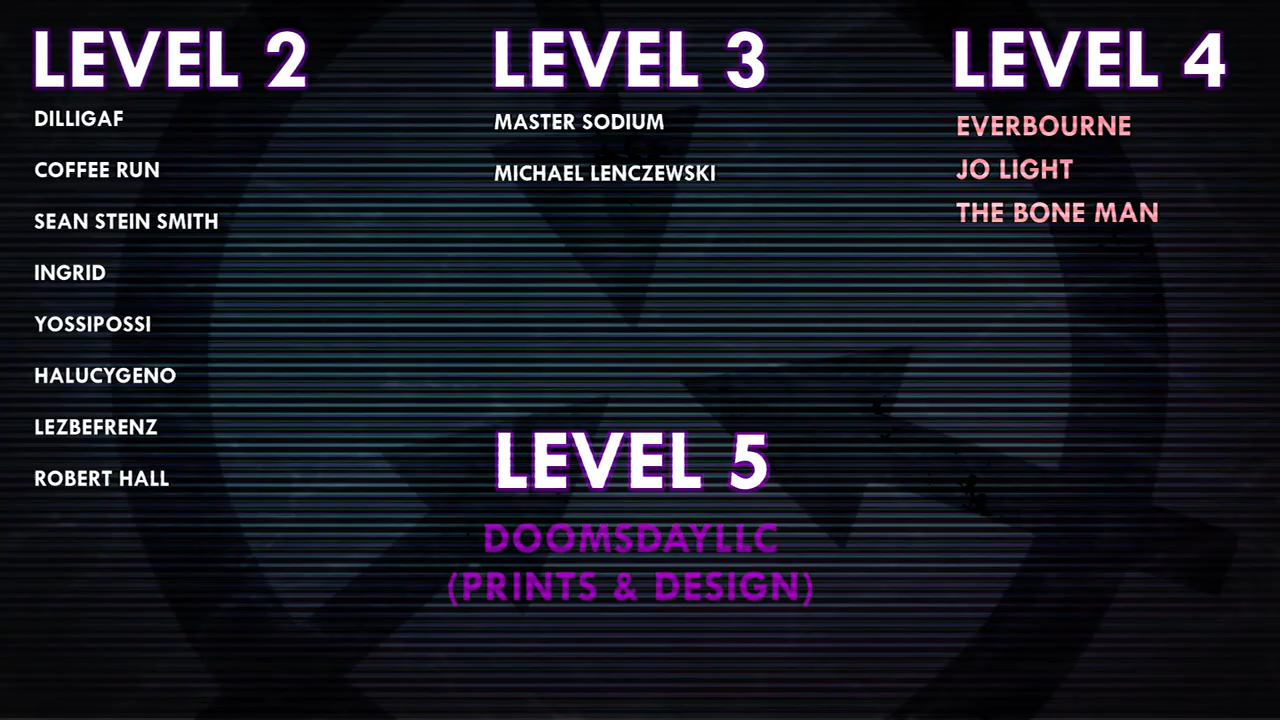 LEVEL 2
DILLIGAF
COFFEE RUN
SEAN STEIN SMITH
INGRID
YOSSIPOSSI
HALUCYGENO
LEZBEFRENZ
ROBERT HALL
LEVEL 3
MASTER SODIUM
MICHAEL LENCZEWSKI
LEVEL 4
EVERBOURNE
JO LIGHT
THE BONE MAN
LEVEL 5
DOOMSDAYLLC
(PRINTS & DESIGN)